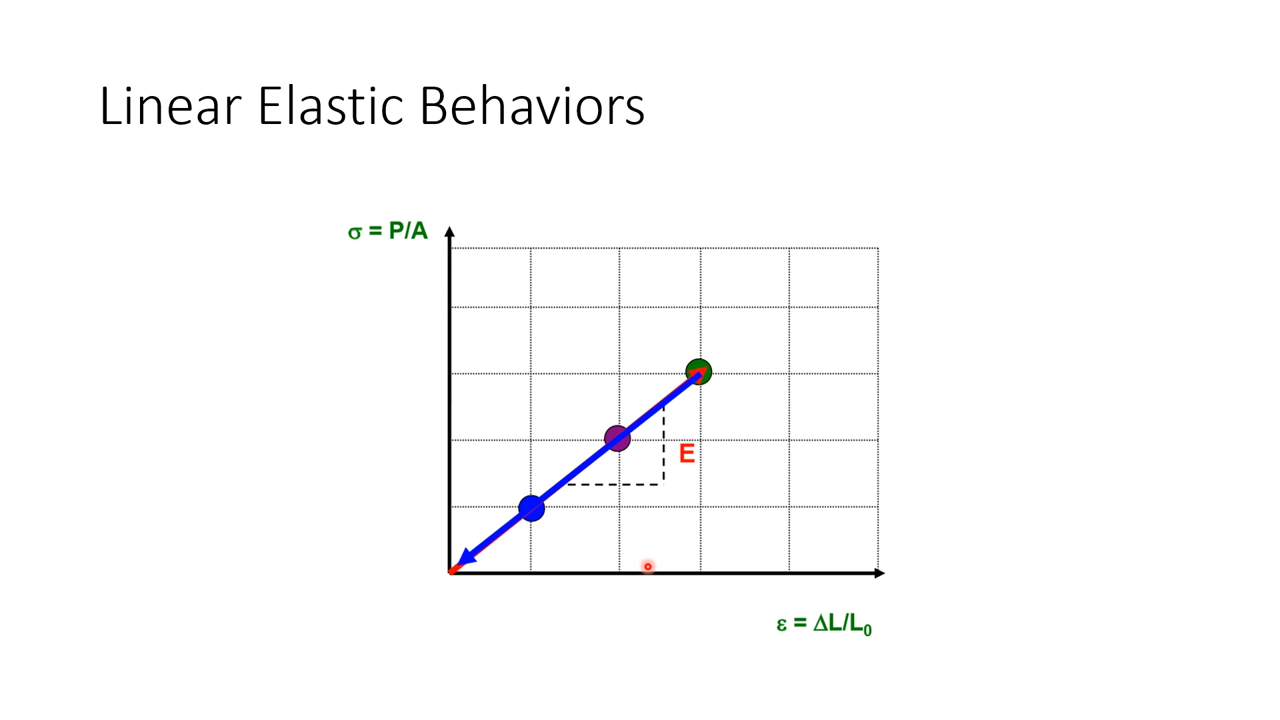 Linear Elastic Behaviors
σ = P/A
E
ε = ΔL/L₀